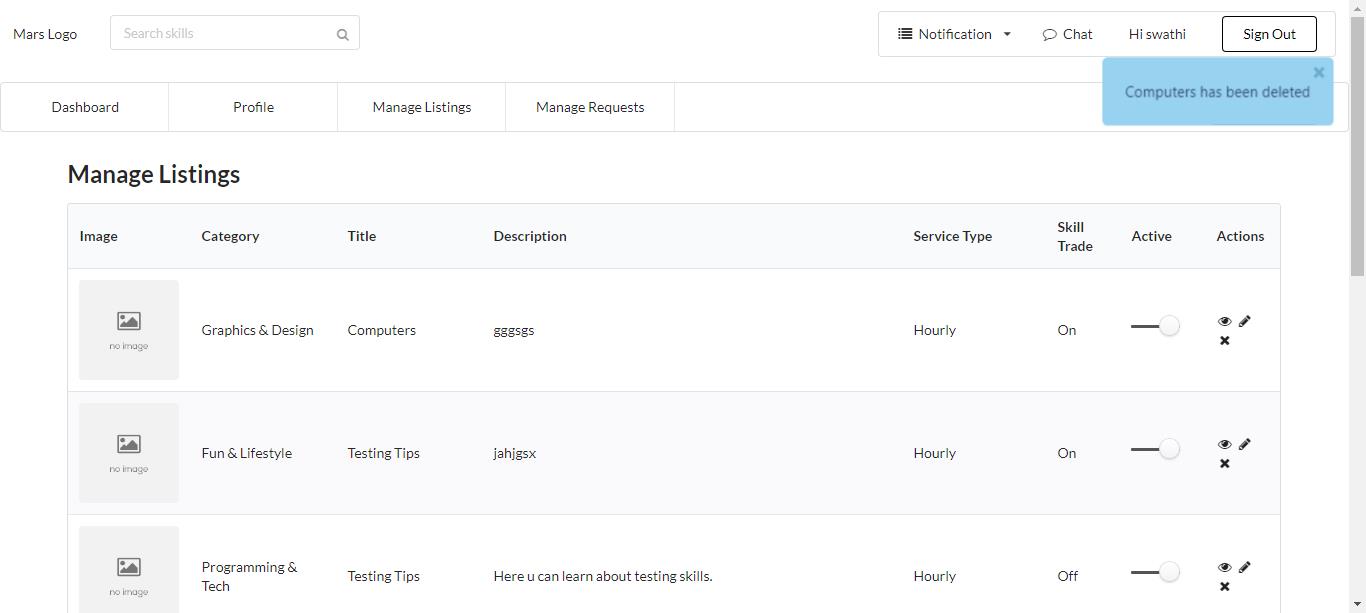 Mars Logo
Search skills
Notification
Chat
Hi swathi
Sign Out
Computers has been deleted
Dashboard
Profile
Manage Listings
Manage Requests
Manage Listings
Image
Category
Title
Description
Service Type
Skill
Trade
Active
Actions
no image
Graphics & Design
Computers
gggsgs
Hourly
On
no image
Fun & Lifestyle
Testing Tips
jahjgsx
Hourly
On
no image
Programming &
Tech
Testing Tips
Here u can learn about testing skills.
Hourly
Off